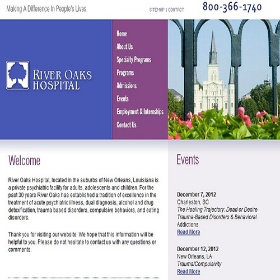 Making A Difference In People's Lives
SITEMAP | CONTACT
800-366-1740
RIVER OAKS
HOSPITAL
Home
About Us
Specialty Programs
Programs
Admissions
Events
Employment & Internships
Contact Us
Welcome
River Oaks Hospital, located in the suburbs of New Orleans, Louisiana is
a private psychiatric facility for adults, adolescents and children. For the
past 30 years River Oaks has established a tradition of excellence in the
treatment of acute psychiatric illness, dual diagnosis, alcohol and drug
detoxification, trauma based disorders, compulsive behaviors, and eating
disorders.
Thank you for visiting our website. We hope that this information will be
helpful to you. Please do not hesitate to contact us with any questions or
comments.
Events
December 7, 2012
Charleston, DC
The Healing Trajectory, Dead or Desire
Trauma-Based Disorders & Behavioral
Addictions
Read More
December 12, 2013
New Orleans, LA
Trauma/Compulsivity
Read More